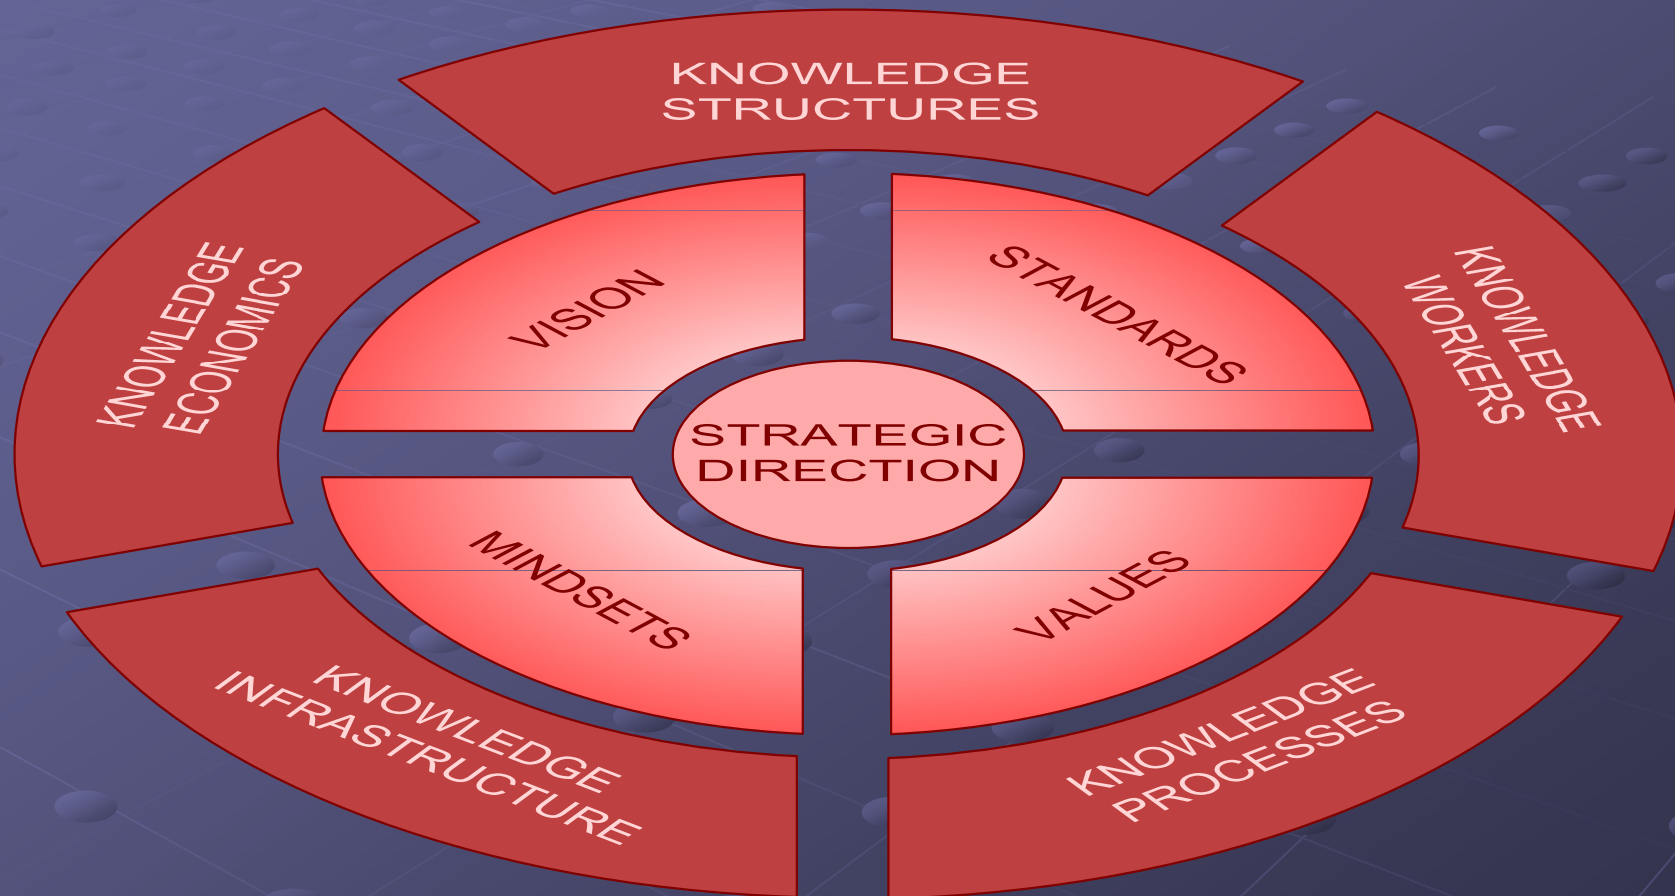 KNOWLEDGE
STRUCTURES
KNOWLEDGE
ECONOMICS
VISION
STANDARDS
KNOWLEDGE
WORKERS
STRATEGIC
DIRECTION
MINDSETS
VALUES
KNOWLEDGE
INFRASTRUCTURE
KNOWLEDGE
PROCESSES